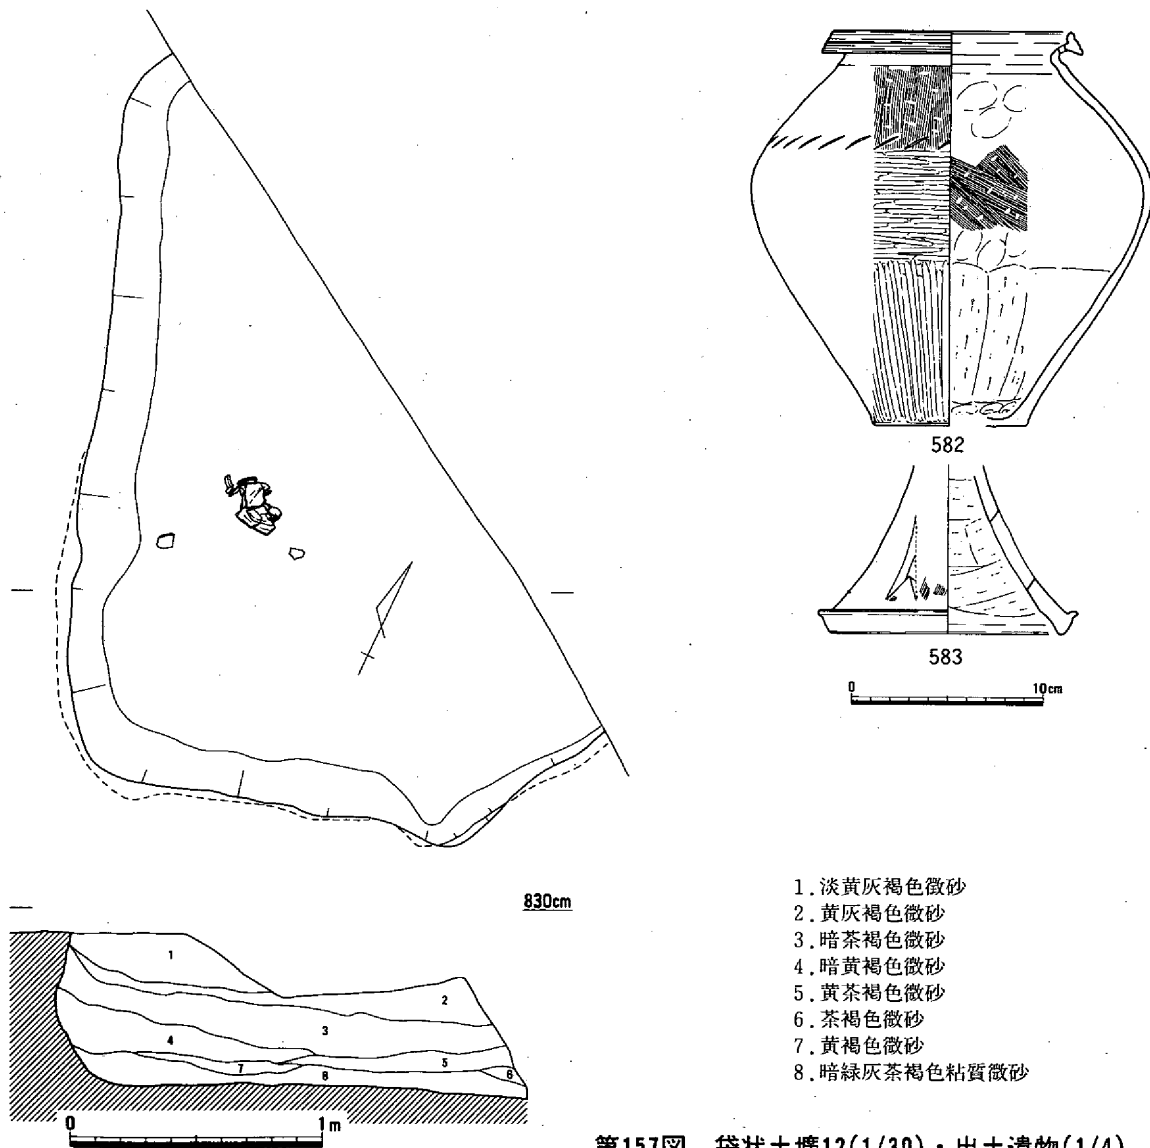 582
583
0 10cm
830cm
1
2
3
4
5
6
7
8
0 1m
1.淡黄灰褐色微砂
2.黄灰褐色微砂
3.暗茶褐色微砂
4.暗黄褐色微砂
5.黄茶褐色微砂
6.茶褐色微砂
7.黄褐色微砂
8.暗緑灰茶褐色粘質微砂
第157図 袋状土壙12(1/30)・出土遺物(1/4)